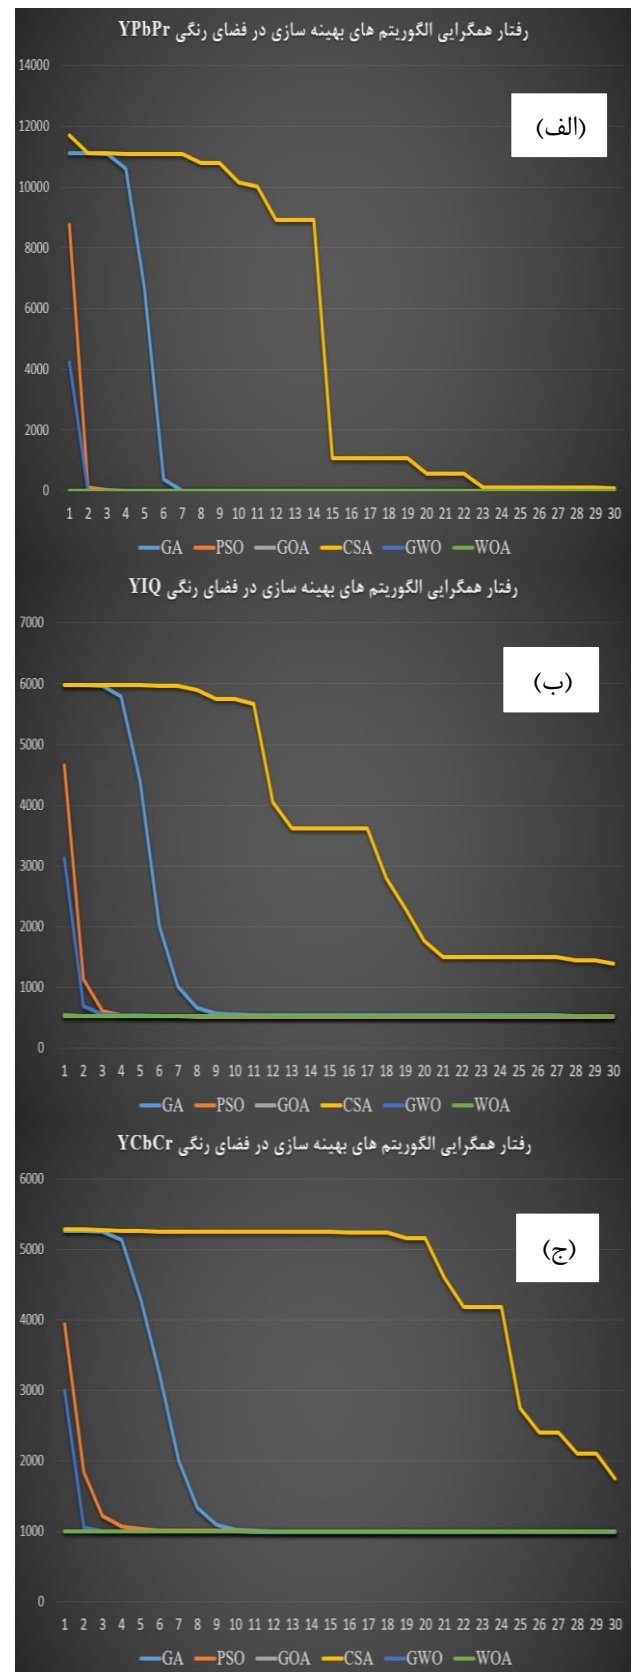 رفتار همگرایی الگوریتم های بهینه سازی در فضای رنگی YPbPr
14000
(الف)
12000
10000
8000
6000
4000
2000
0
1 2 3 4 5 6 7 8 9 10 11 12 13 14 15 16 17 18 19 20 21 22 23 24 25 26 27 28 29 30
GA PSO GOA CSA GWO WOA
رفتار همگرایی الگوریتم های بهینه سازی در فضای رنگی YIQ
7000
(ب)
6000
5000
4000
3000
2000
1000
0
1 2 3 4 5 6 7 8 9 10 11 12 13 14 15 16 17 18 19 20 21 22 23 24 25 26 27 28 29 30
GA PSO GOA CSA GWO WOA
رفتار همگرایی الگوریتم های بهینه سازی در فضای رنگی YCbCr
6000
(ج)
5000
4000
3000
2000
1000
0
1 2 3 4 5 6 7 8 9 10 11 12 13 14 15 16 17 18 19 20 21 22 23 24 25 26 27 28 29 30
GA PSO GOA CSA GWO WOA